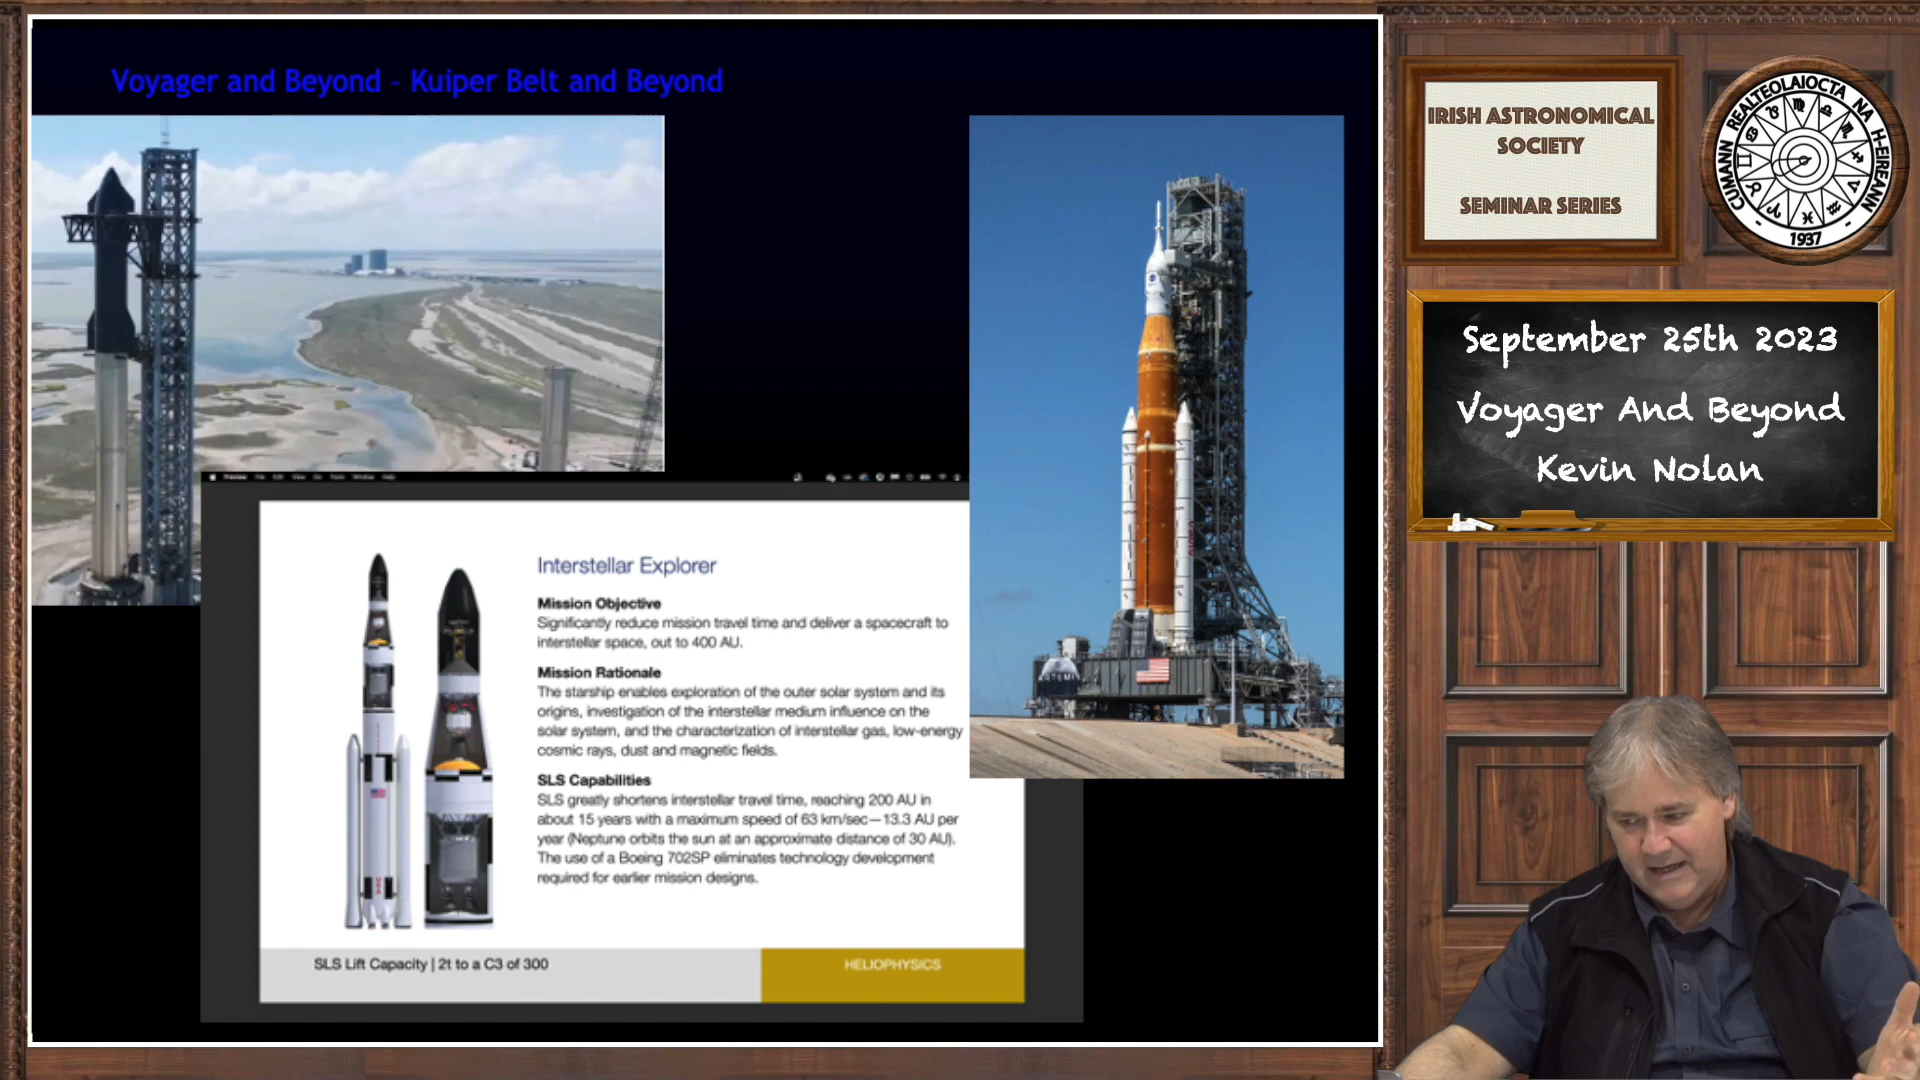 Voyager and Beyond - Kuiper Belt and Beyond
Interstellar Explorer
Mission Objective
Significantly reduce mission travel time and deliver a spacecraft to
interstellar space, out to 400 AU.
Mission Rationale
The starship enables exploration of the outer solar system and its
origins, investigation of the interstellar medium influence on the
solar system, and the characterization of interstellar gas, low-energy
cosmic rays, dust and magnetic fields.
SLS Capabilities
SLS greatly shortens interstellar travel time, reaching 200 AU in
about 15 years with a maximum speed of 63 km/sec—13.3 AU per
year (Neptune orbits the sun at an approximate distance of 30 AU).
The use of a Boeing 702SP eliminates technology development
required for earlier mission designs.
SLS Lift Capacity | 2t to a C3 of 300
HELIOPHYSICS
IRISH ASTRONOMICAL
SOCIETY
SEMINAR SERIES
CUMANN REALTEOLAIOCTA NA H-EIREANN
- 1937 -
September 25th 2023
Voyager And Beyond
Kevin Nolan